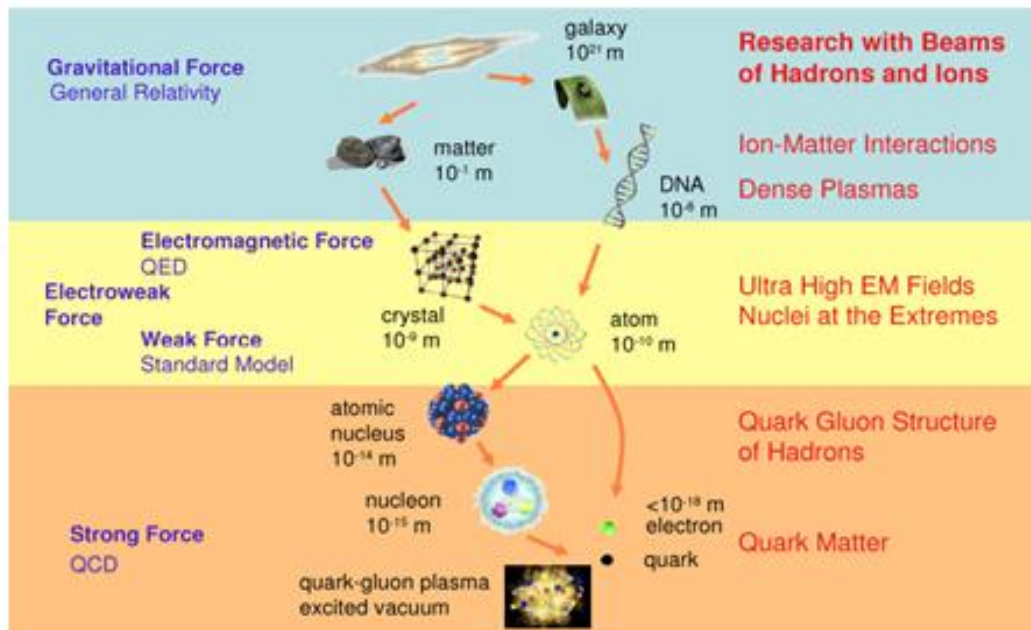 Gravitational Force
General Relativity
galaxy
10²¹ m
Research with Beams
of Hadrons and Ions
matter
10⁻¹ m
DNA
10⁻⁸ m
Ion-Matter Interactions
Dense Plasmas
Electromagnetic Force
QED
Electroweak
Force
Weak Force
Standard Model
crystal
10⁻⁹ m
atom
10⁻¹⁰ m
Ultra High EM Fields
Nuclei at the Extremes
atomic
nucleus
10⁻¹⁴ m
Quark Gluon Structure
of Hadrons
nucleon
10⁻¹⁵ m
<10⁻¹⁸ m
electron
quark
Strong Force
QCD
Quark Matter
quark-gluon plasma
excited vacuum